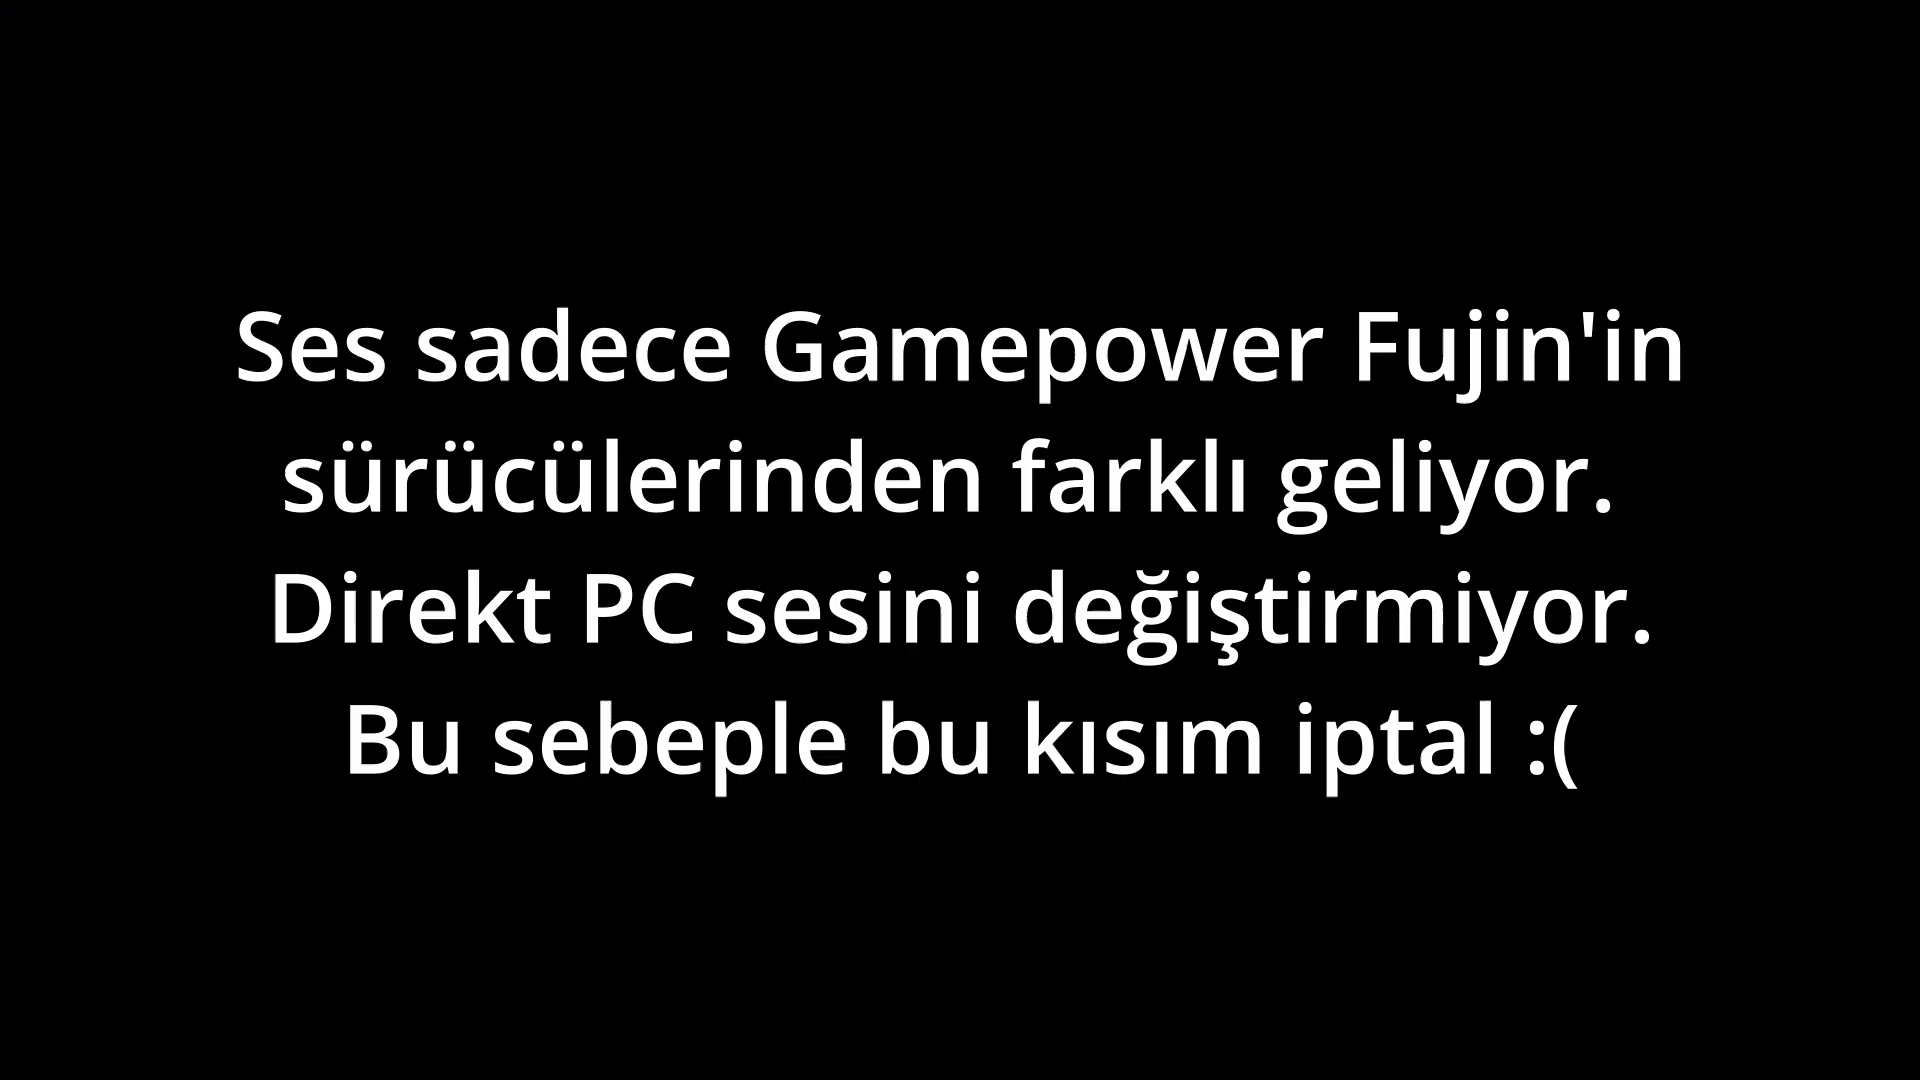 Ses sadece Gamepower Fujin'in
sürücülerinden farklı geliyor.
Direkt PC sesini değiştirmiyor.
Bu sebeple bu kısım iptal :(